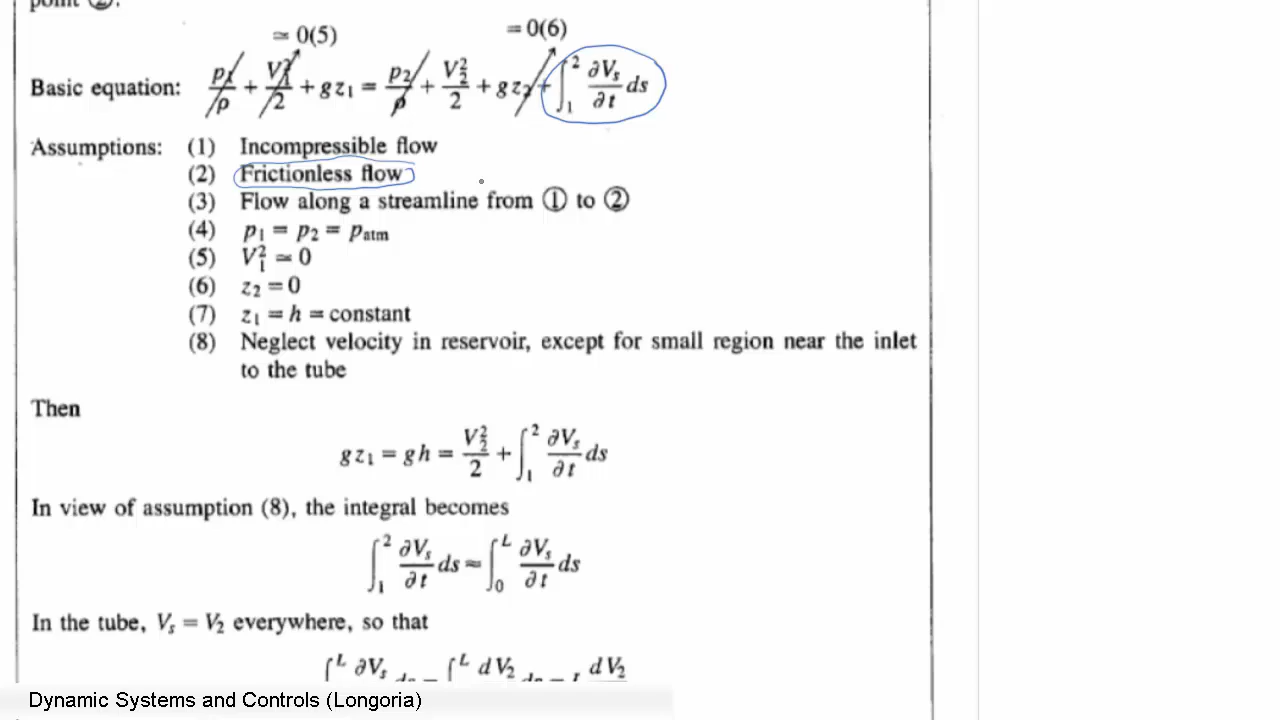 point ②.
≃ 0(5) = 0(6)
Basic equation: p₁/ρ + V₁²/2 + gz₁ = p₂/ρ + V₂²/2 + gz₂ + ∫₁² ∂Vₛ/∂t ds
Assumptions: (1) Incompressible flow
(2) Frictionless flow
(3) Flow along a streamline from ① to ②
(4) p₁ = p₂ = pₐₜₘ
(5) V₁² ≃ 0
(6) z₂ = 0
(7) z₁ = h = constant
(8) Neglect velocity in reservoir, except for small region near the inlet
to the tube
Then
gz₁ = gh = V₂²/2 + ∫₁² ∂Vₛ/∂t ds
In view of assumption (8), the integral becomes
∫₁² ∂Vₛ/∂t ds ≈ ∫₀ᴸ ∂Vₛ/∂t ds
In the tube, Vₛ = V₂ everywhere, so that
Dynamic Systems and Controls (Longoria)